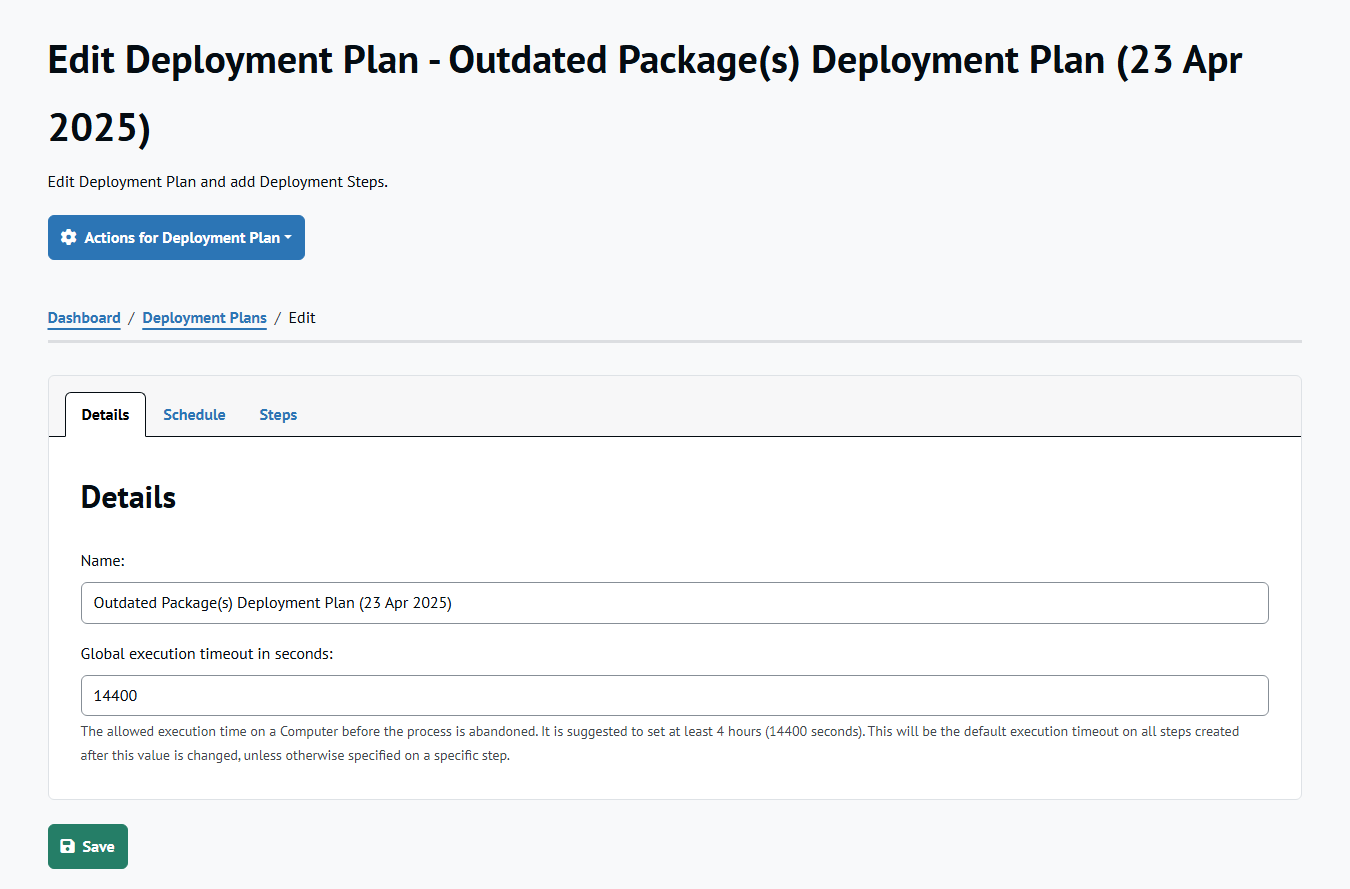 Edit Deployment Plan - Outdated Package(s) Deployment Plan (23 Apr
2025)
Edit Deployment Plan and add Deployment Steps.
Actions for Deployment Plan
Dashboard / Deployment Plans / Edit
Details Schedule Steps
Details
Name:
Outdated Package(s) Deployment Plan (23 Apr 2025)
Global execution timeout in seconds:
14400
The allowed execution time on a Computer before the process is abandoned. It is suggested to set at least 4 hours (14400 seconds). This will be the default execution timeout on all steps created
after this value is changed, unless otherwise specified on a specific step.
Save